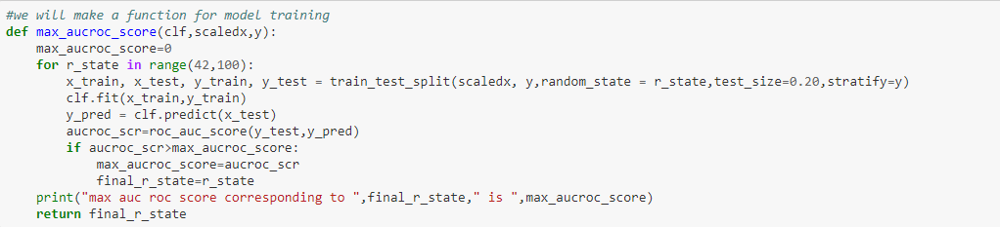 #we will make a function for model training
def max_aucroc_score(clf,scaledx,y):
    max_aucroc_score=0
    for r_state in range(42,100):
        x_train, x_test, y_train, y_test = train_test_split(scaledx, y,random_state = r_state,test_size=0.20,stratify=y)
        clf.fit(x_train,y_train)
        y_pred = clf.predict(x_test)
        aucroc_scr=roc_auc_score(y_test,y_pred)
        if aucroc_scr>max_aucroc_score:
            max_aucroc_score=aucroc_scr
            final_r_state=r_state
    print("max auc roc score corresponding to ",final_r_state," is ",max_aucroc_score)
    return final_r_state